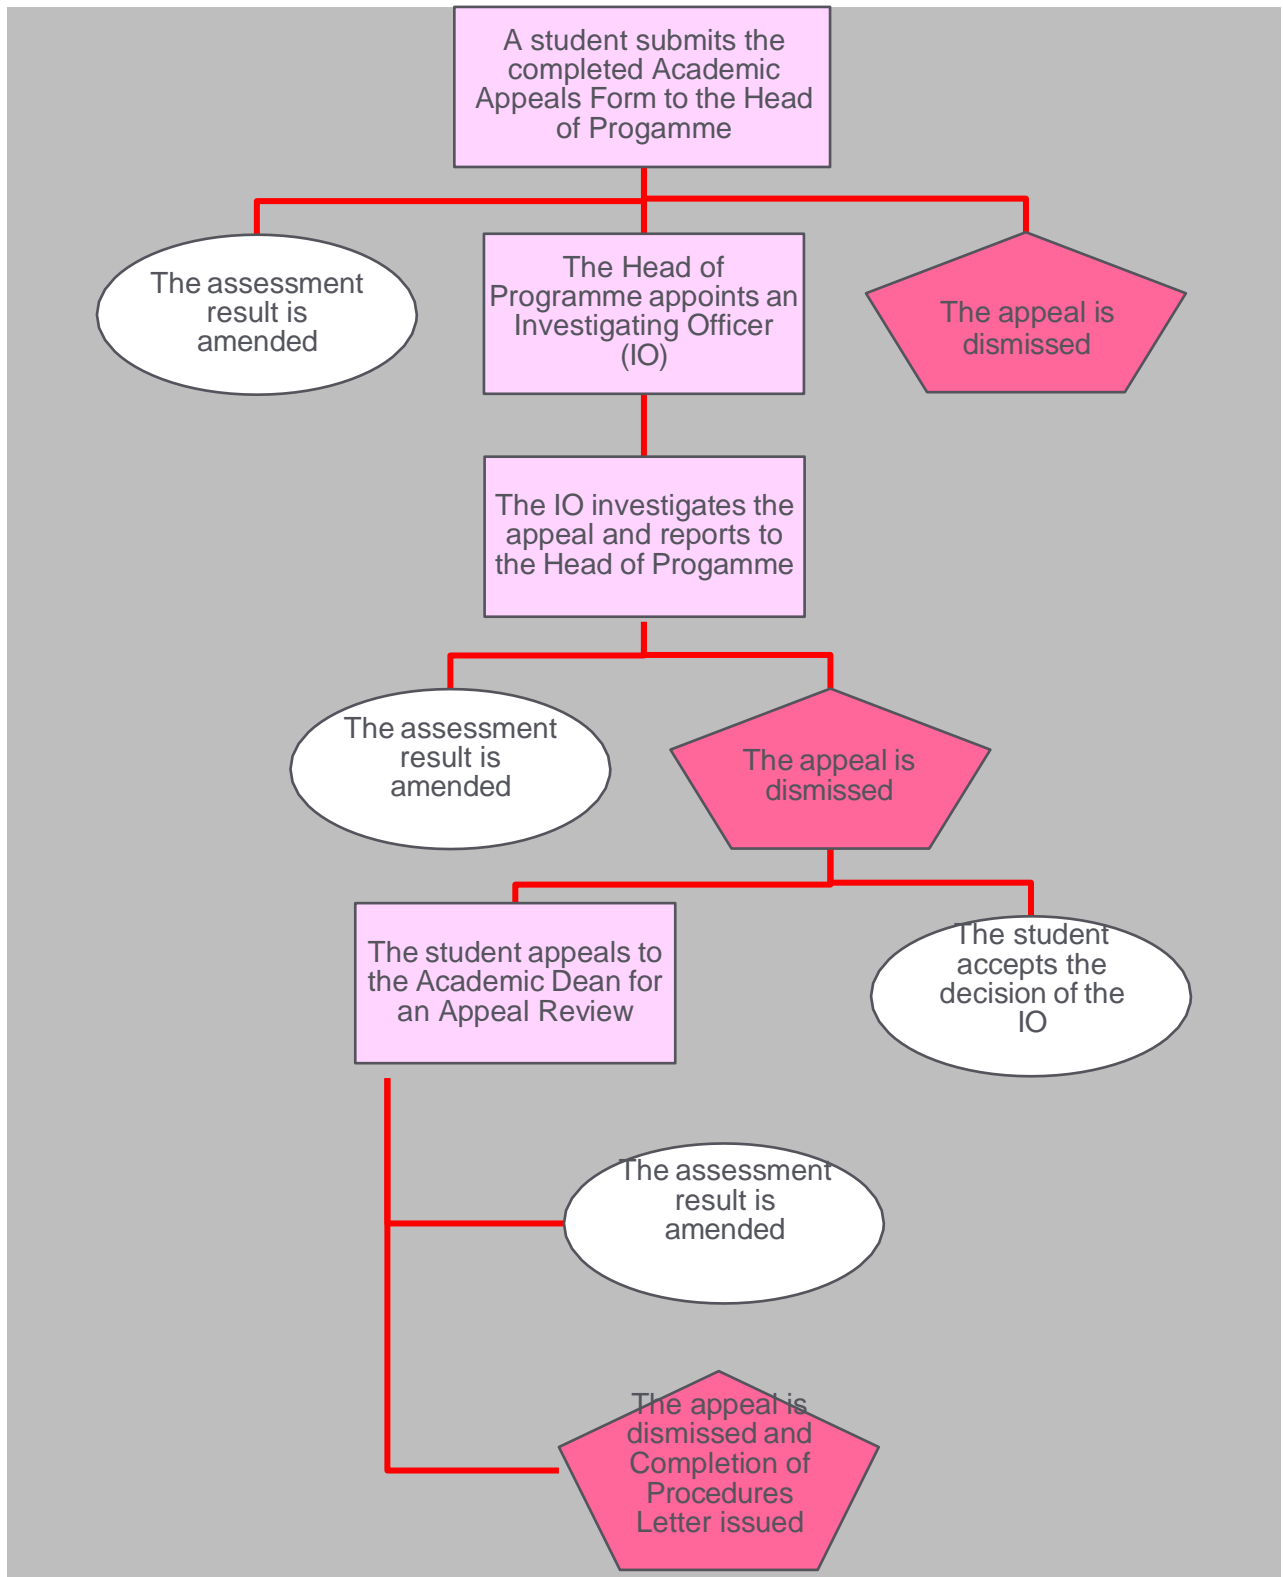 A student submits the
completed Academic
Appeals Form to the Head
of Progamme
The assessment
result is
amended
The Head of
Programme appoints an
Investigating Officer
(IO)
The appeal is
dismissed
The IO investigates the
appeal and reports to
the Head of Progamme
The assessment
result is
amended
The appeal is
dismissed
The student appeals to
the Academic Dean for
an Appeal Review
The student
accepts the
decision of the
IO
The assessment
result is
amended
The appeal is
dismissed and
Completion of
Procedures
Letter issued